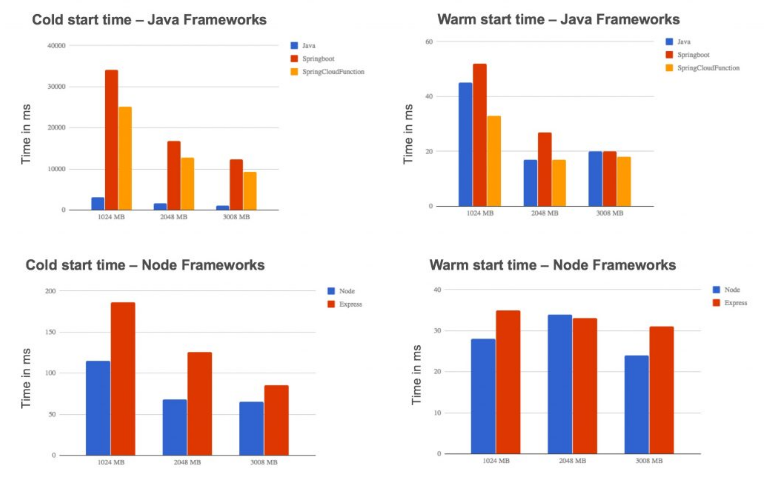 Cold start time – Java Frameworks
Time in ms
40000
30000
20000
10000
0
1024 MB
2048 MB
3008 MB
Java
Springboot
SpringCloudFunction
Warm start time – Java Frameworks
Time in ms
60
40
20
0
1024 MB
2048 MB
3008 MB
Java
Springboot
SpringCloudFunction
Cold start time – Node Frameworks
Time in ms
200
150
100
50
0
1024 MB
2048 MB
3008 MB
Node
Express
Warm start time – Node Frameworks
Time in ms
40
30
20
10
0
1024 MB
2048 MB
3008 MB
Node
Express